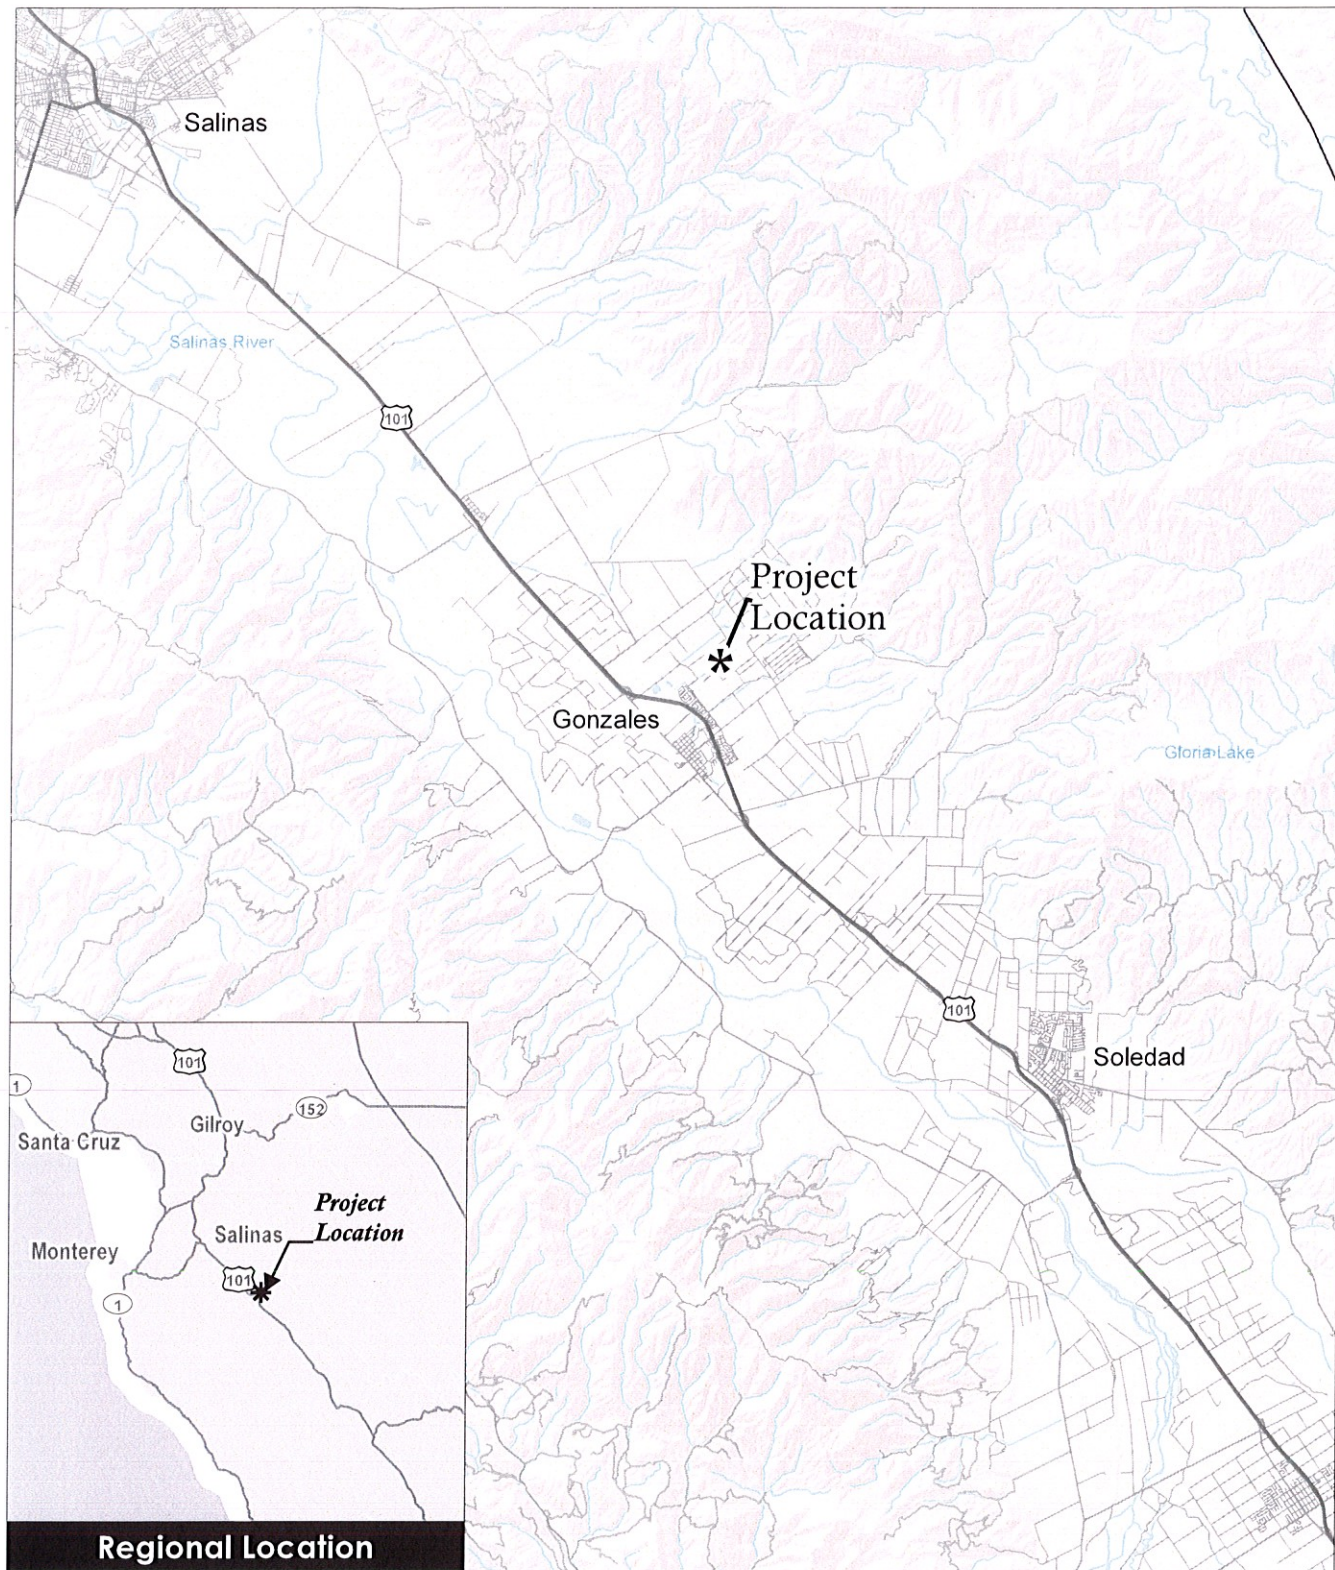 Salinas
Salinas River
101
Project
Location
Gonzales
Gloria Lake
101
Soledad
101
1
152
Gilroy
Santa Cruz
Project
Location
Salinas
Monterey
101
1
Regional Location